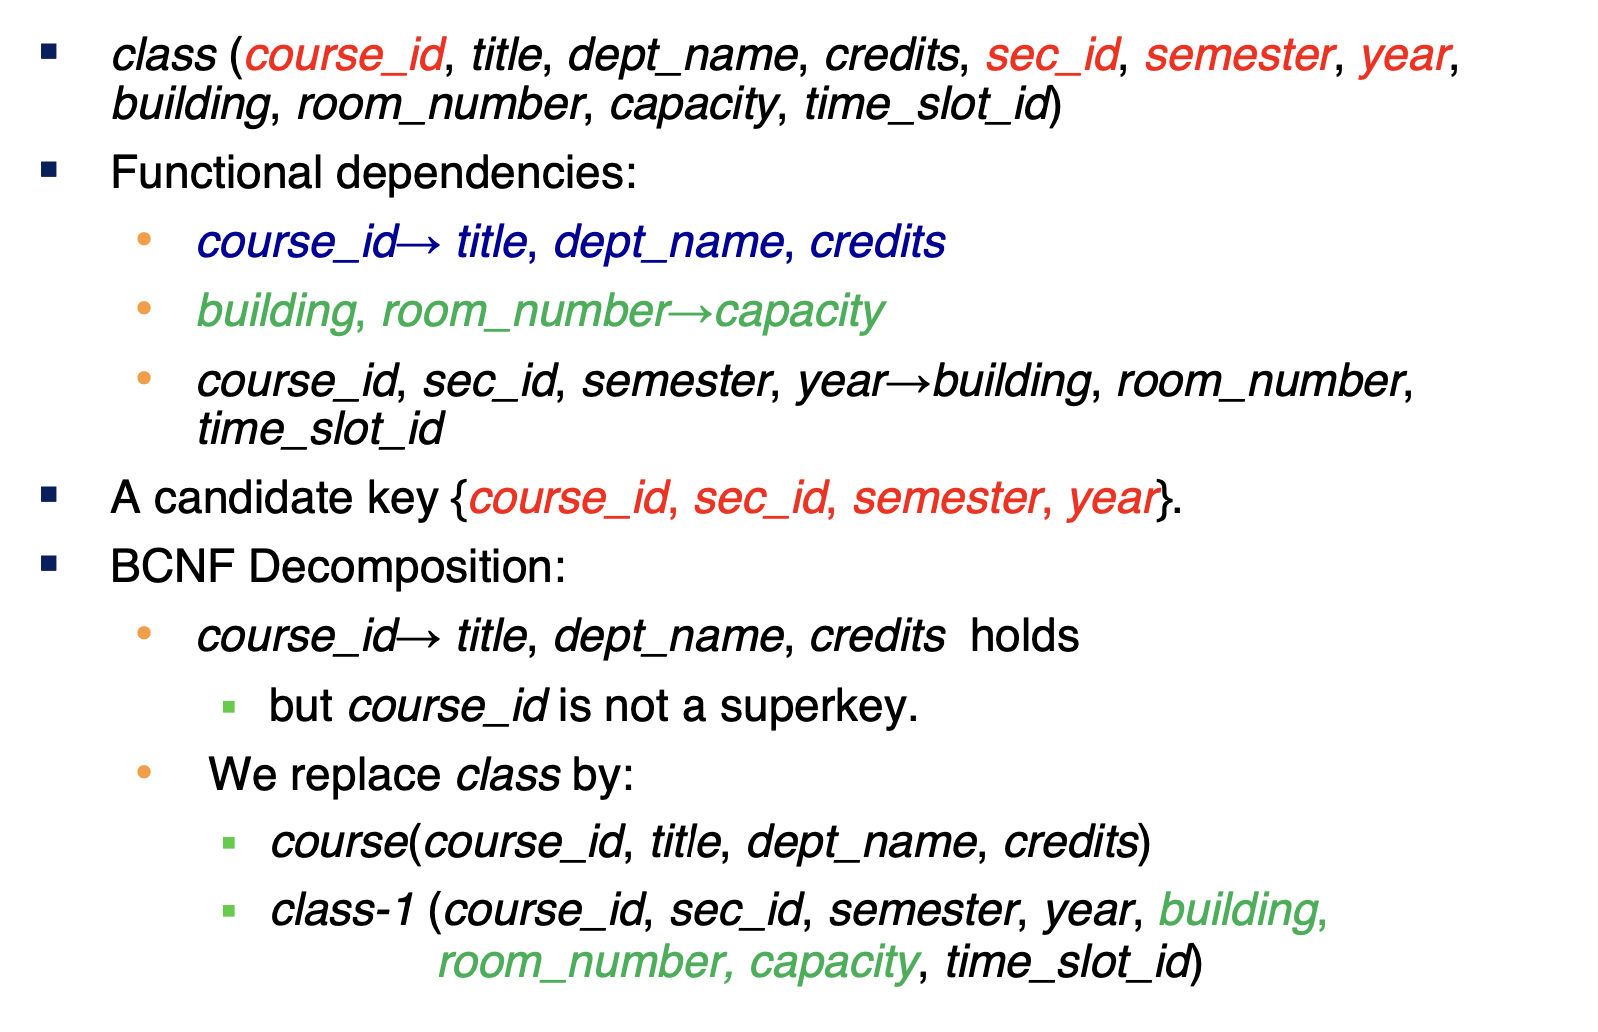 class (course_id, title, dept_name, credits, sec_id, semester, year,
building, room_number, capacity, time_slot_id)
Functional dependencies:
course_id→ title, dept_name, credits
building, room_number→capacity
course_id, sec_id, semester, year→building, room_number,
time_slot_id
A candidate key {course_id, sec_id, semester, year}.
BCNF Decomposition:
course_id→ title, dept_name, credits holds
but course_id is not a superkey.
We replace class by:
course(course_id, title, dept_name, credits)
class-1 (course_id, sec_id, semester, year, building,
room_number, capacity, time_slot_id)